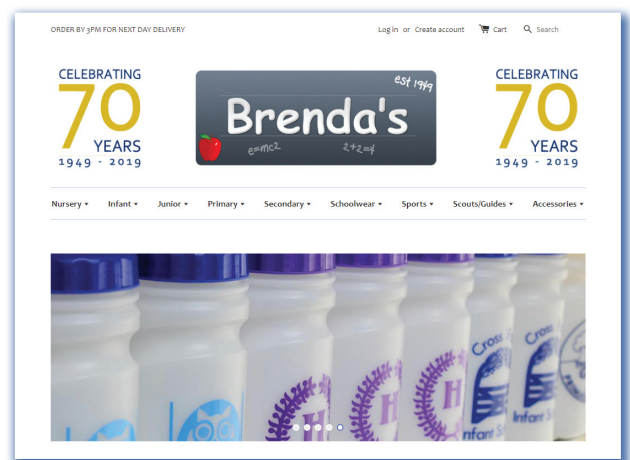 ORDER BY 3PM FOR NEXT DAY DELIVERY
Log in or Create account Cart Search
CELEBRATING
70
YEARS
1949 - 2019
est 1949
Brenda's
e=mc2 2+2=4
CELEBRATING
70
YEARS
1949 - 2019
Nursery Infant Junior Primary Secondary Schoolwear Sports Scouts/Guides Accessories
H
H
Cross
Infant
Cross
Infant